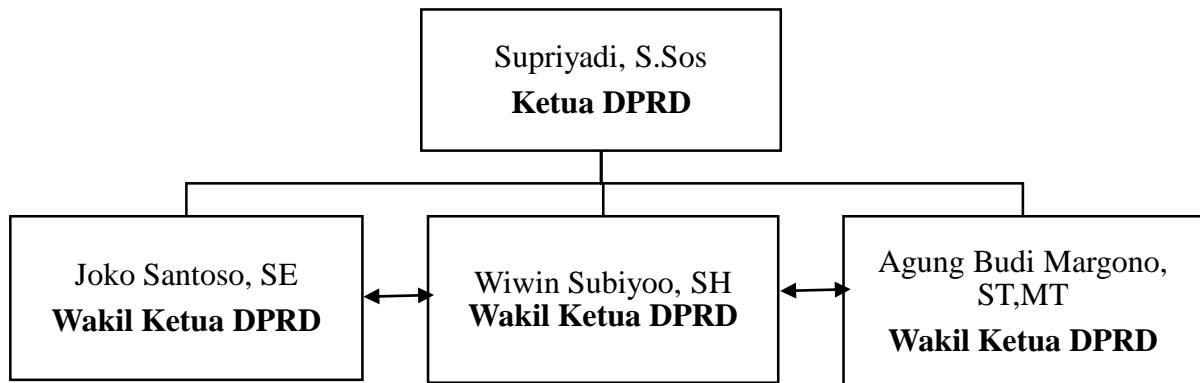 Supriyadi, S.Sos
Ketua DPRD
Joko Santoso, SE
Wakil Ketua DPRD
Wiwin Subiyoo, SH
Wakil Ketua DPRD
Agung Budi Margono,
ST,MT
Wakil Ketua DPRD